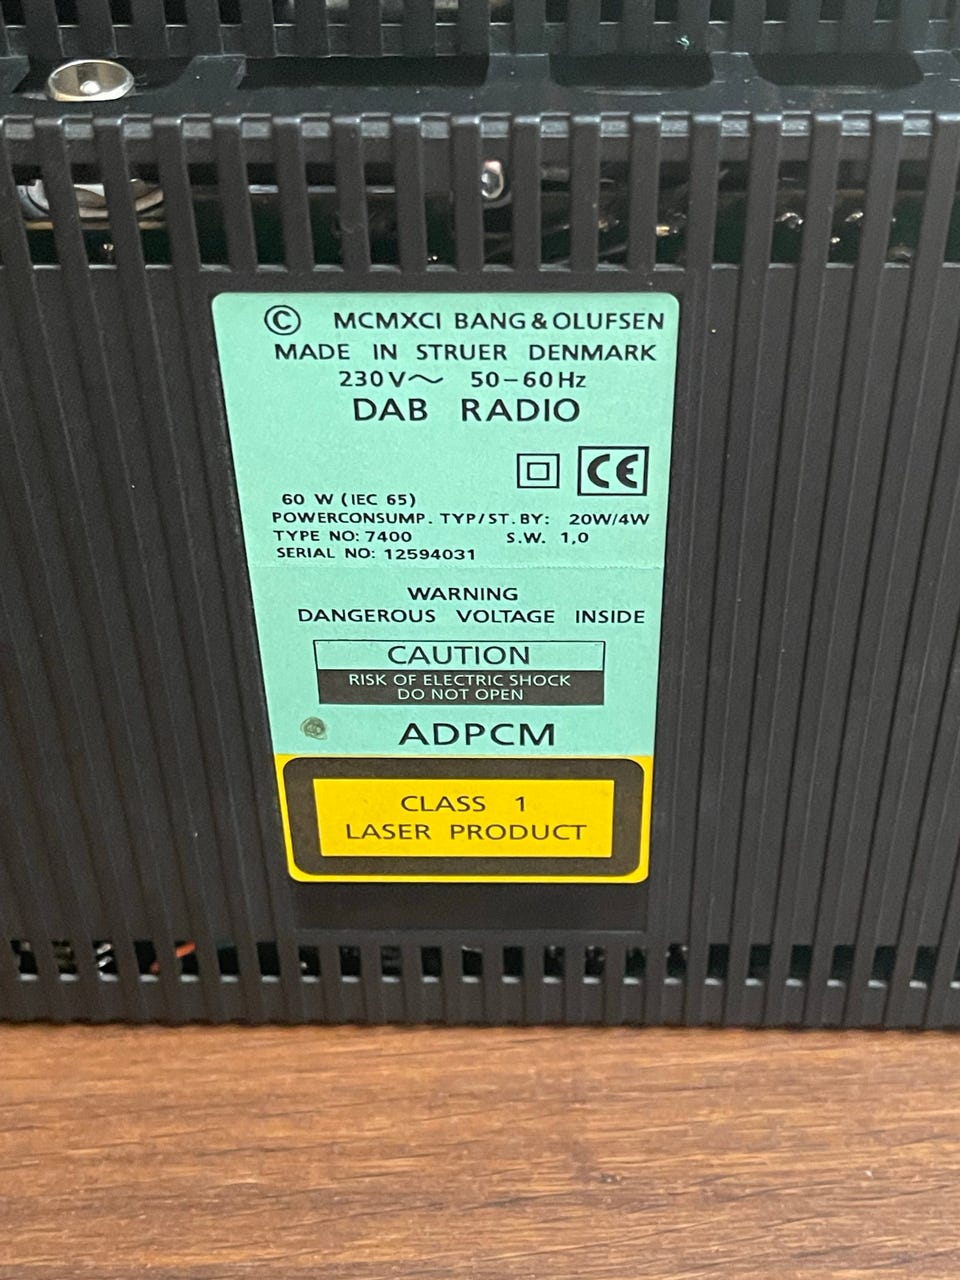 © MCMXCI BANG & OLUFSEN
MADE IN STRUER DENMARK
230V~ 50-60Hz
DAB RADIO
CE
60 W (IEC 65)
POWERCONSUMP. TYP/ST.BY: 20W/4W
TYPE NO: 7400 S.W. 1,0
SERIAL NO: 12594031
WARNING
DANGEROUS VOLTAGE INSIDE
CAUTION
RISK OF ELECTRIC SHOCK
DO NOT OPEN
ADPCM
CLASS 1
LASER PRODUCT